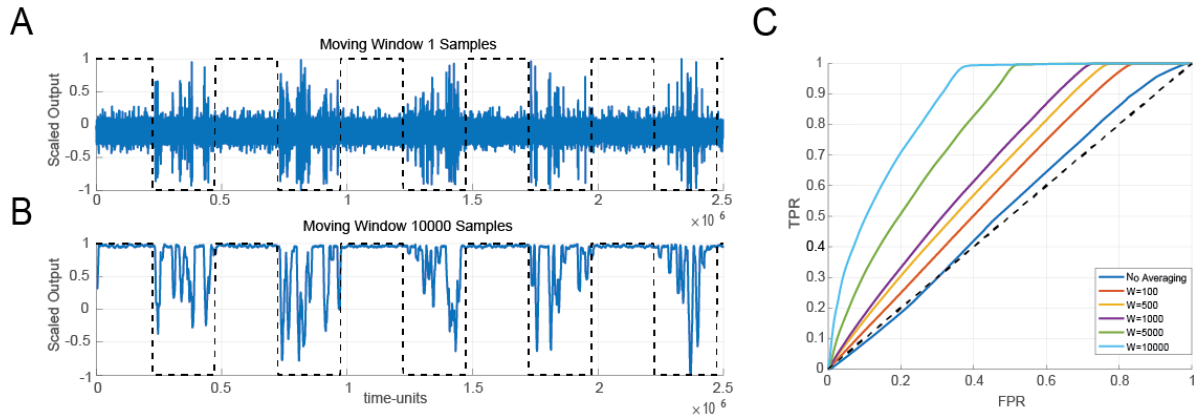 A
Moving Window 1 Samples
Scaled Output
1
0.5
0
-0.5
-1
0 0.5 1 1.5 2 2.5
× 10^6
B
Moving Window 10000 Samples
Scaled Output
1
0.5
0
-0.5
-1
0 0.5 1 1.5 2 2.5
time-units
× 10^6
C
TPR
1
0.9
0.8
0.7
0.6
0.5
0.4
0.3
0.2
0.1
0
0 0.2 0.4 0.6 0.8 1
FPR
No Averaging
W=100
W=500
W=1000
W=5000
W=10000